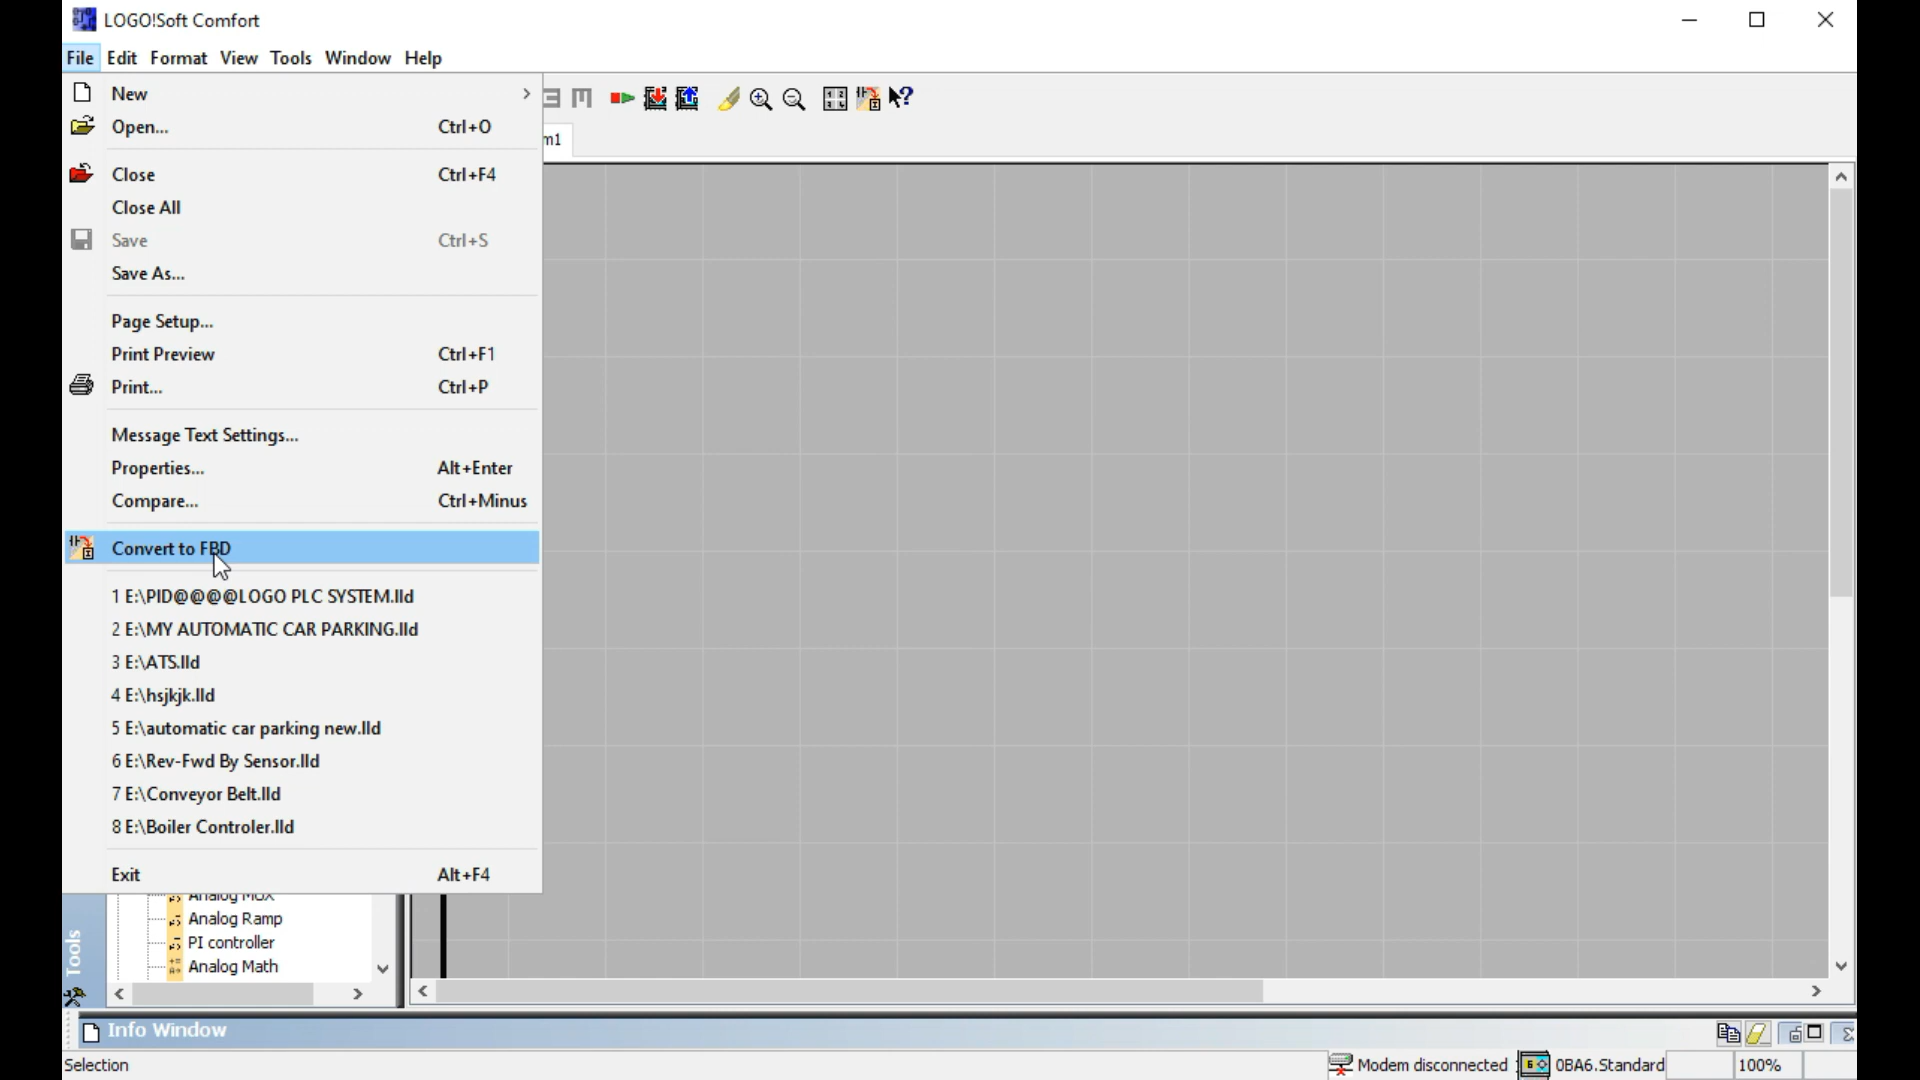 LOGO!Soft Comfort
File Edit Format View Tools Window Help
New
Open... Ctrl+O
m1
Close Ctrl+F4
Close All
Save Ctrl+S
Save As...
Page Setup...
Print Preview Ctrl+F1
Print... Ctrl+P
Message Text Settings...
Properties... Alt+Enter
Compare... Ctrl+Minus
Convert to FBD
1 E:\PID@@@@LOGO PLC SYSTEM.lld
2 E:\MY AUTOMATIC CAR PARKING.lld
3 E:\ATS.lld
4 E:\hsjkjk.lld
5 E:\automatic car parking new.lld
6 E:\Rev-Fwd By Sensor.lld
7 E:\Conveyor Belt.lld
8 E:\Boiler Controler.lld
Exit Alt+F4
Analog MUX
Analog Ramp
PI controller
Analog Math
Tools
Info Window
Selection
Modem disconnected
0BA6.Standard
100%